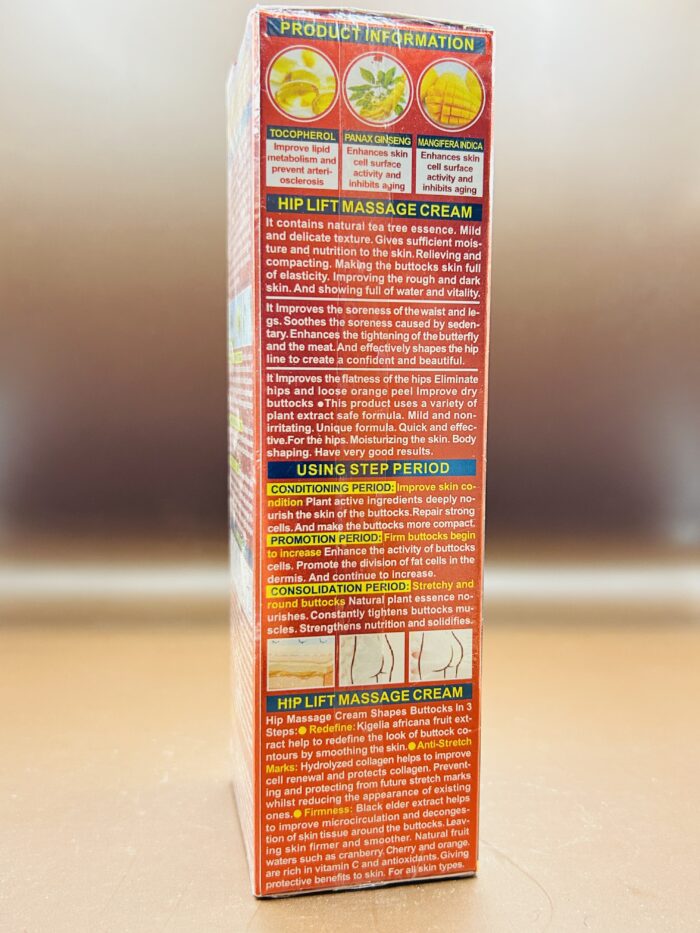 PRODUCT INFORMATION
TOCOPHEROL
Improve lipid
metabolism and
prevent arteri-
osclerosis
PANAX GINSENG
Enhances skin
cell surface
activity and
inhibits aging
MANGIFERA INDICA
Enhances skin
cell surface
activity and
inhibits aging
HIP LIFT MASSAGE CREAM
It contains natural tea tree essence. Mild
and delicate texture. Gives sufficient mois-
ture and nutrition to the skin.Relieving and
compacting. Making the buttocks skin full
of elasticity. Improving the rough and dark
skin. And showing full of water and vitality.
It Improves the soreness of the waist and le-
gs. Soothes the soreness caused by seden-
tary. Enhances the tightening of the butterfly
and the meat. And effectively shapes the hip
line to create a confident and beautiful.
It Improves the flatness of the hips Eliminate
hips and loose orange peel Improve dry
buttocks ●This product uses a variety of
plant extract safe formula. Mild and non-
irritating. Unique formula. Quick and effec-
tive.For the hips. Moisturizing the skin. Body
shaping. Have very good results.
USING STEP PERIOD
CONDITIONING PERIOD: Improve skin co-
ndition Plant active ingredients deeply no-
urish the skin of the buttocks. Repair strong
cells. And make the buttocks more compact.
PROMOTION PERIOD: Firm buttocks begin
to increase Enhance the activity of buttocks
cells. Promote the division of fat cells in the
dermis. And continue to increase.
CONSOLIDATION PERIOD: Stretchy and
round buttocks Natural plant essence no-
urishes. Constantly tightens buttocks mu-
scles. Strengthens nutrition and solidifies.
HIP LIFT MASSAGE CREAM
Hip Massage Cream Shapes Buttocks In 3
Steps:● Redefine: Kigelia africana fruit ext-
ract help to redefine the look of buttock co-
ntours by smoothing the skin.● Anti-Stretch
Marks: Hydrolyzed collagen helps to improve
cell renewal and protects collagen. Prevent-
ing and protecting from future stretch marks
whilst reducing the appearance of existing
ones.● Firmness: Black elder extract helps
to improve microcirculation and deconges-
tion of skin tissue around the buttocks. Leav-
ing skin firmer and smoother. Natural fruit
waters such as cranberry. Cherry and orange.
are rich in vitamin C and antioxidants. Giving
protective benefits to skin. For all skin types.